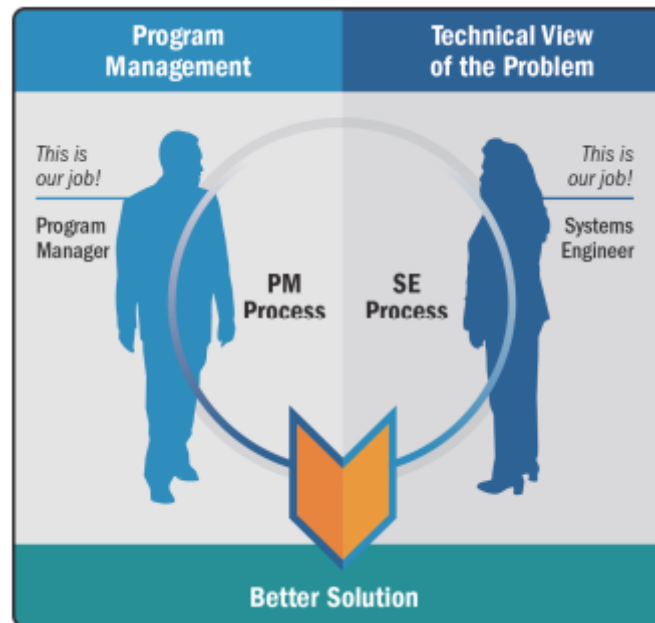 Program
Management
Technical View
of the Problem
This is
our job!
Program
Manager
This is
our job!
Systems
Engineer
PM
Process
SE
Process
Better Solution